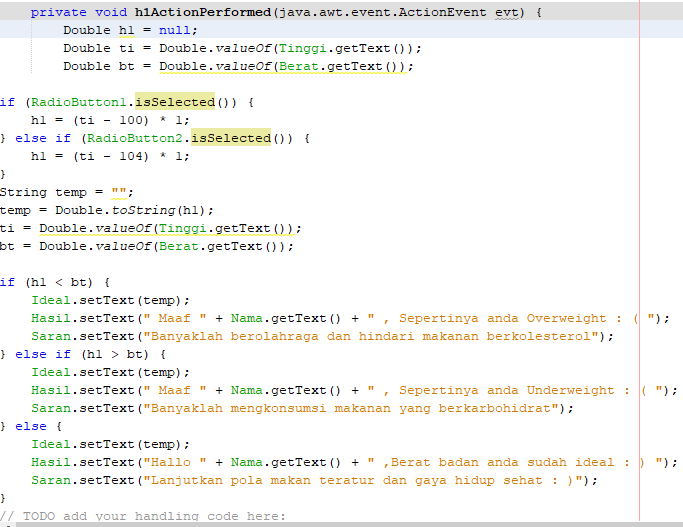 private void hlActionPerformed(java.awt.event.ActionEvent evt) {
Double hl = null;
Double ti = Double.valueOf(Tinggi.getText());
Double bt = Double.valueOf(Berat.getText());
if (RadioButton1.isSelected()) {
hl = (ti - 100) * 1;
} else if (RadioButton2.isSelected()) {
hl = (ti - 104) * 1;
}
String temp = "";
temp = Double.toString(hl);
ti = Double.valueOf(Tinggi.getText());
bt = Double.valueOf(Berat.getText());
if (hl < bt) {
Ideal.setText(temp);
Hasil.setText(" Maaf " + Nama.getText() + " , Sepertinya anda Overweight : ( ");
Saran.setText("Banyaklah berolahraga dan hindari makanan berkolesterol");
} else if (hl > bt) {
Ideal.setText(temp);
Hasil.setText(" Maaf " + Nama.getText() + " , Sepertinya anda Underweight : ( ");
Saran.setText("Banyaklah mengkonsumsi makanan yang berkarbohidrat");
} else {
Ideal.setText(temp);
Hasil.setText("Hallo " + Nama.getText() + " ,Berat badan anda sudah ideal : ) ");
Saran.setText("Lanjutkan pola makan teratur dan gaya hidup sehat : )");
}
// TODO add your handling code here: